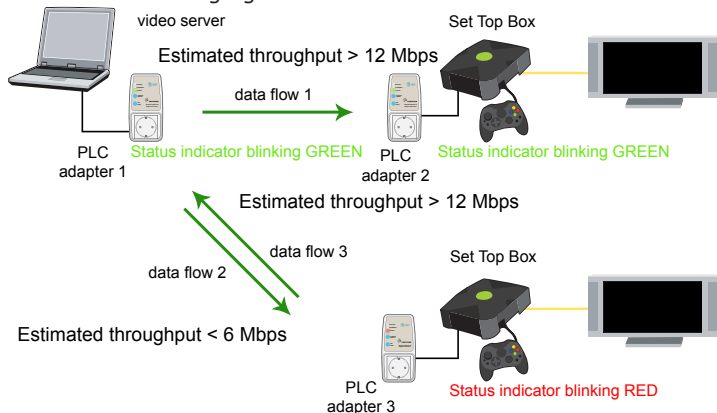 video server
Set Top Box
Estimated throughput > 12 Mbps
data flow 1
PLC
adapter 1
Status indicator blinking GREEN
PLC
adapter 2
Status indicator blinking GREEN
Estimated throughput > 12 Mbps
data flow 3
data flow 2
Set Top Box
Estimated throughput < 6 Mbps
PLC
adapter 3
Status indicator blinking RED